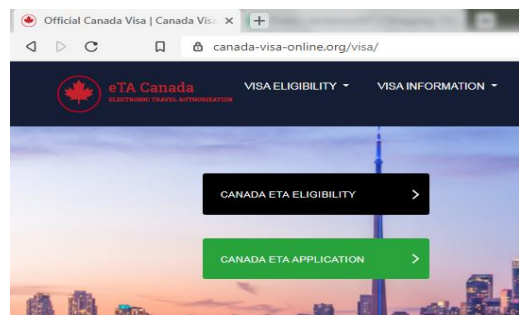 Official Canada Visa | Canada Vis
canada-visa-online.org/visa/
eTA Canada
ELECTRONIC TRAVEL AUTHORIZATION
VISA ELIGIBILITY
VISA INFORMATION
CANADA ETA ELIGIBILITY
CANADA ETA APPLICATION